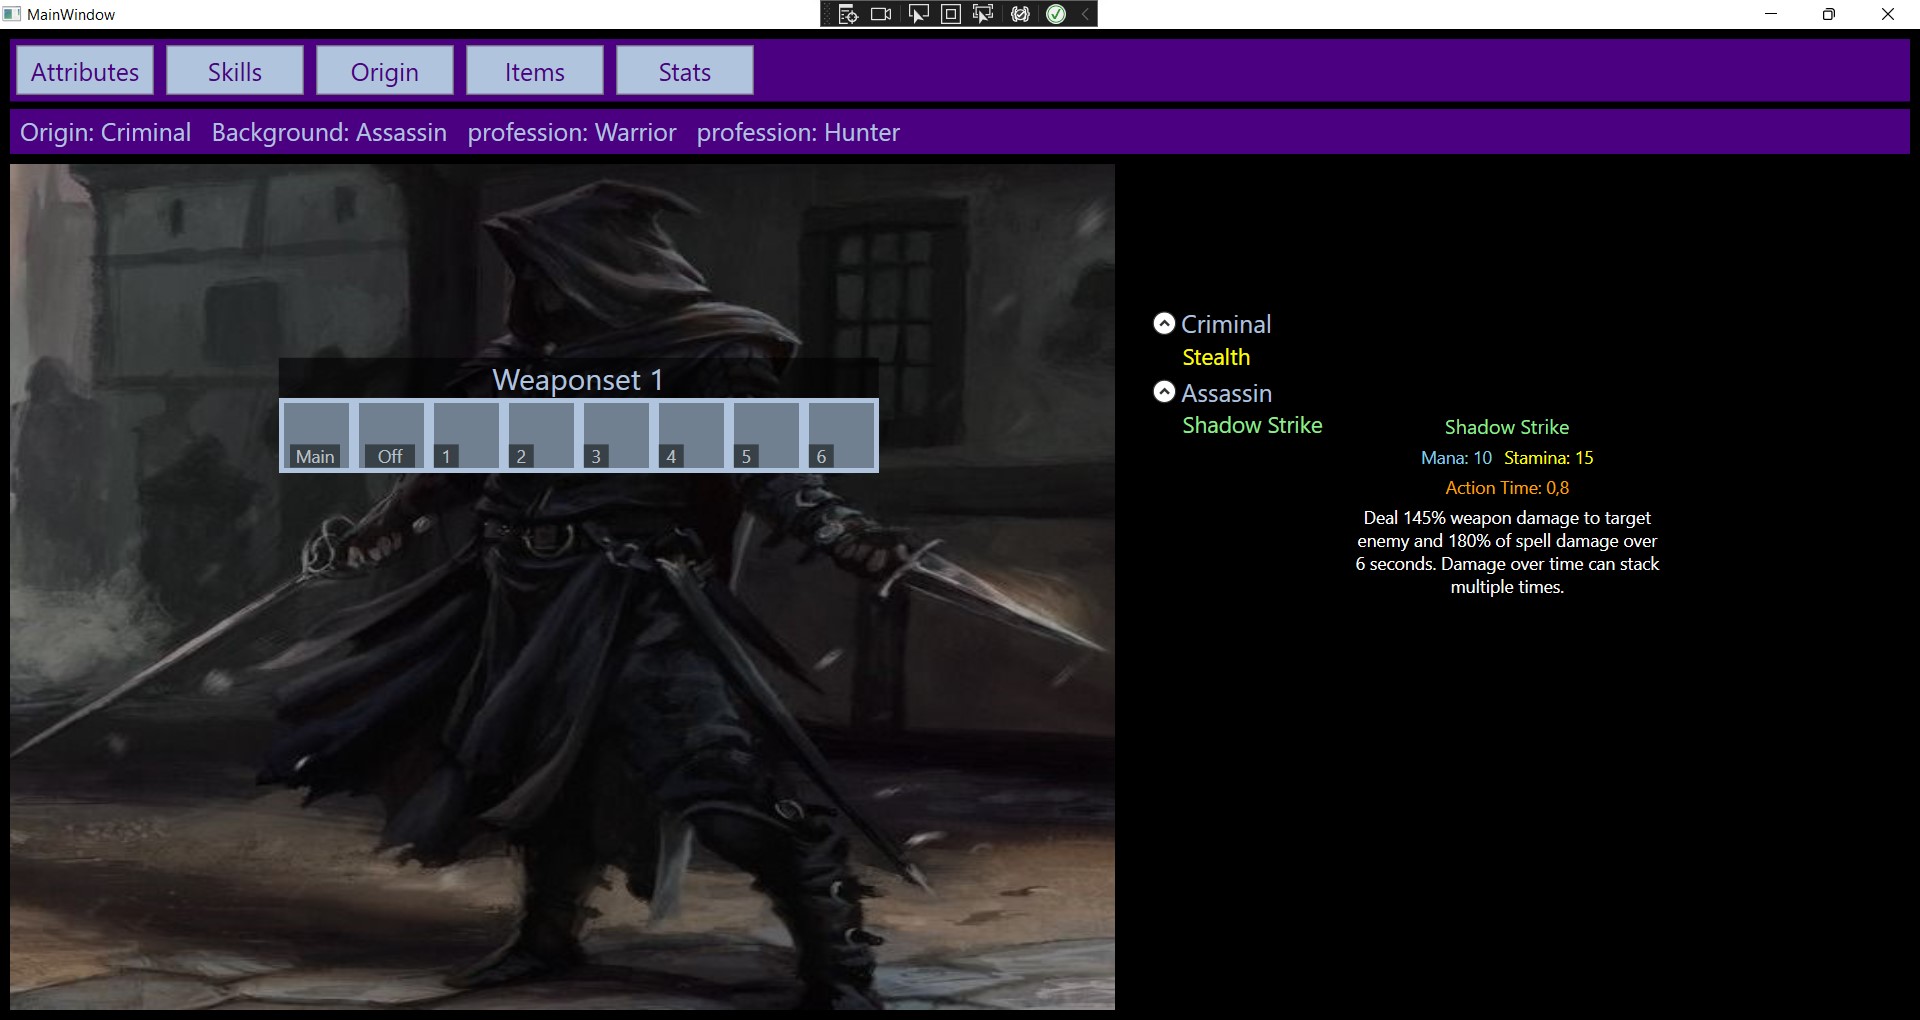 MainWindow
Attributes Skills Origin Items Stats
Origin: Criminal Background: Assassin profession: Warrior profession: Hunter
Weaponset 1
Main Off 1 2 3 4 5 6
Criminal
Stealth
Assassin
Shadow Strike
Shadow Strike
Mana: 10 Stamina: 15
Action Time: 0,8
Deal 145% weapon damage to target
enemy and 180% of spell damage over
6 seconds. Damage over time can stack
multiple times.